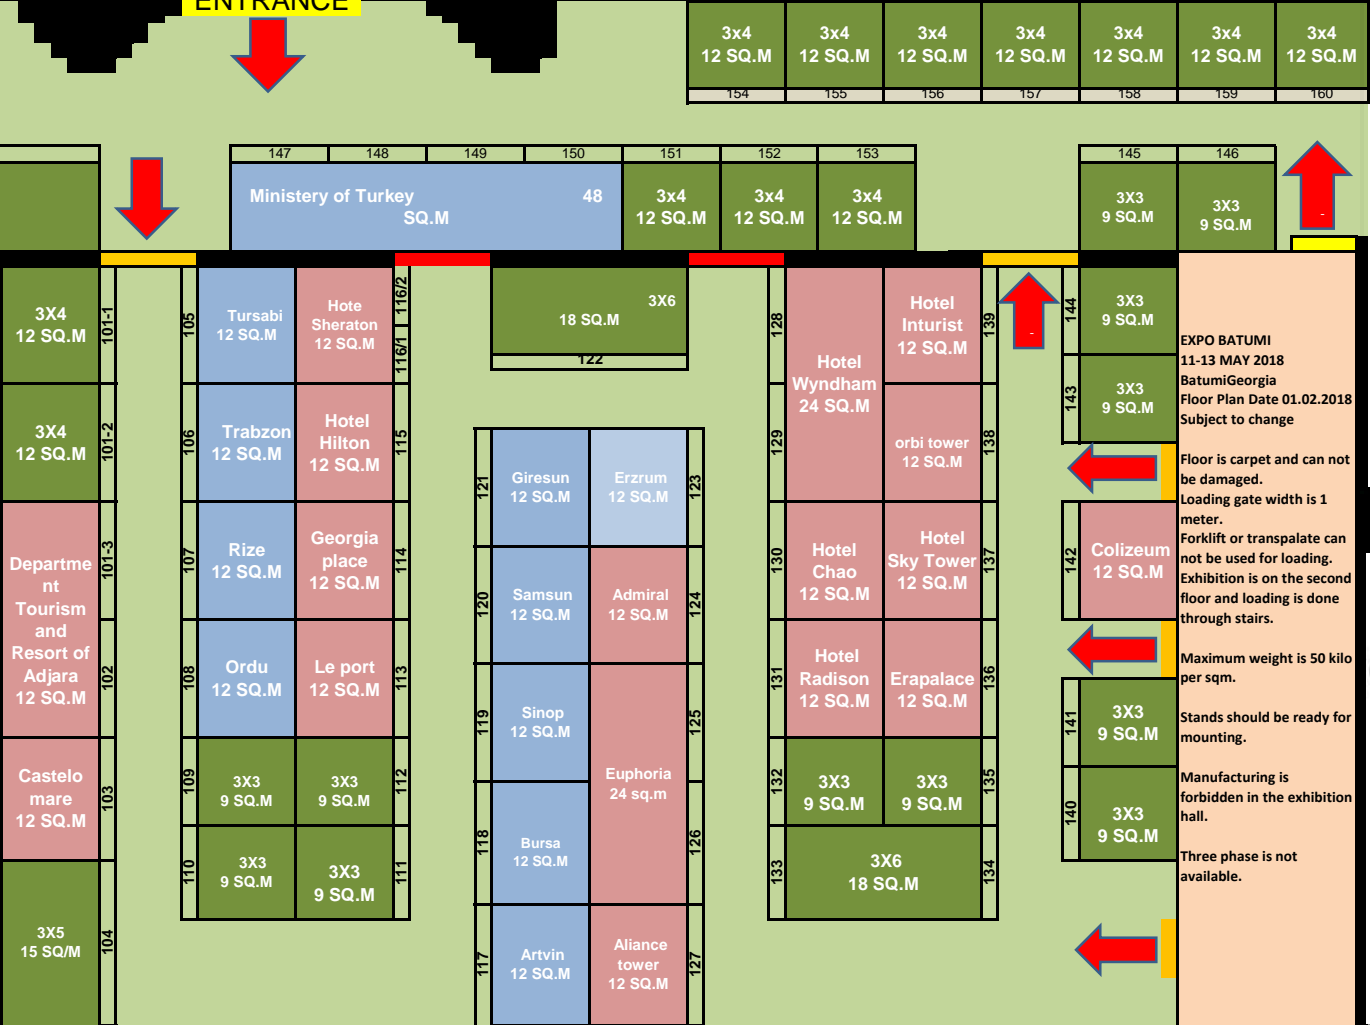 ENTRANCE
3x4
12 SQ.M
3x4
12 SQ.M
3x4
12 SQ.M
3x4
12 SQ.M
3x4
12 SQ.M
3x4
12 SQ.M
3x4
12 SQ.M
154 155 156 157 158 159 160
147 148 149 150 151 152 153
145 146
Ministery of Turkey 48
SQ.M
3x4
12 SQ.M
3x4
12 SQ.M
3x4
12 SQ.M
3X3
9 SQ.M
3X3
9 SQ.M
3X4
12 SQ.M
101-1
3X4
12 SQ.M
101-2
Departme
nt
Tourism
and
Resort of
Adjara
12 SQ.M
101-3
102
Castelo
mare
12 SQ.M
103
3X5
15 SQ/M
104
105
Tursabi
12 SQ.M
Hote
Sheraton
12 SQ.M
116/2
116/1
106
Trabzon
12 SQ.M
Hotel
Hilton
12 SQ.M
115
107
Rize
12 SQ.M
Georgia
place
12 SQ.M
114
108
Ordu
12 SQ.M
Le port
12 SQ.M
113
109
3X3
9 SQ.M
3X3
9 SQ.M
112
110
3X3
9 SQ.M
3X3
9 SQ.M
111
3X6
18 SQ.M
122
121
Giresun
12 SQ.M
Erzrum
12 SQ.M
123
120
Samsun
12 SQ.M
Admiral
12 SQ.M
124
119
Sinop
12 SQ.M
125
Euphoria
24 sq.m
118
Bursa
12 SQ.M
126
117
Artvin
12 SQ.M
Aliance
tower
12 SQ.M
127
128
Hotel
Wyndham
24 SQ.M
129
Hotel
Inturist
12 SQ.M
139
orbi tower
12 SQ.M
138
130
Hotel
Chao
12 SQ.M
Hotel
Sky Tower
12 SQ.M
137
131
Hotel
Radison
12 SQ.M
Erapalace
12 SQ.M
136
132
3X3
9 SQ.M
3X3
9 SQ.M
135
133
3X6
18 SQ.M
134
144
3X3
9 SQ.M
143
3X3
9 SQ.M
142
Colizeum
12 SQ.M
141
3X3
9 SQ.M
140
3X3
9 SQ.M
EXPO BATUMI
11-13 MAY 2018
BatumiGeorgia
Floor Plan Date 01.02.2018
Subject to change
Floor is carpet and can not
be damaged.
Loading gate width is 1
meter.
Forklift or transpalate can
not be used for loading.
Exhibition is on the second
floor and loading is done
through stairs.
Maximum weight is 50 kilo
per sqm.
Stands should be ready for
mounting.
Manufacturing is
forbidden in the exhibition
hall.
Three phase is not
available.